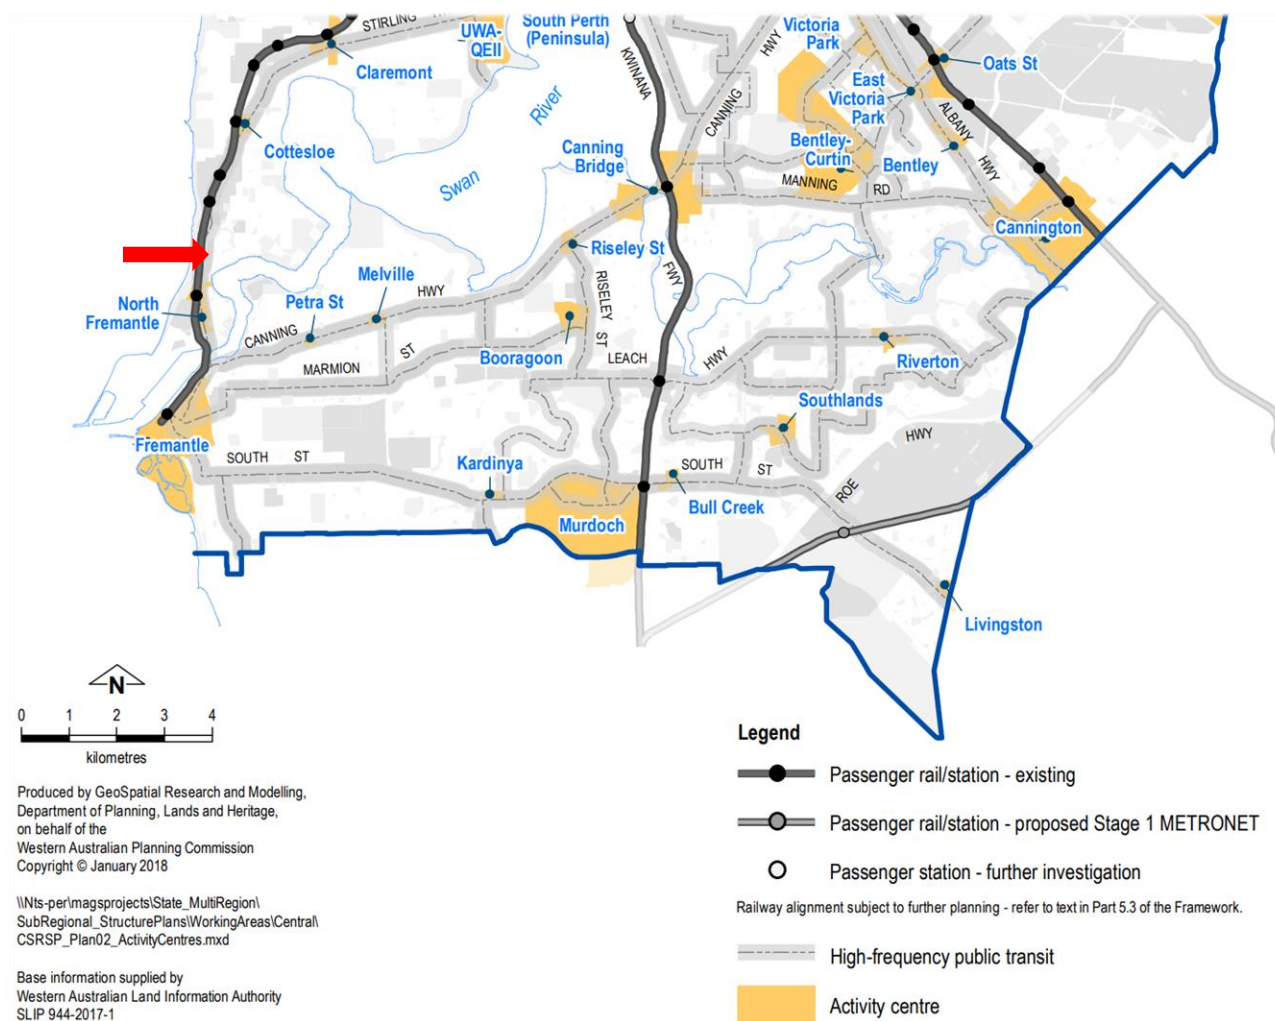 STIRLING
UWA-
QEII
South Perth
(Peninsula)
Victoria
Park
HWY
Claremont
KWINANA
Oats St
East
Victoria
Park
River
CANNING
ALBANY
Cottesloe
Canning
Bridge
Bentley-
Curtin
Bentley
HWY
Swan
MANNING
RD
Cannington
Riseley St
FWY
Melville
North
Fremantle
Petra St
HWY
RISELEY
ST
CANNING
MARMION
ST
Booragoon
LEACH
HWY
Riverton
Southlands
Fremantle
HWY
SOUTH
ST
Kardinya
SOUTH
ST
ROE
Bull Creek
Murdoch
Livingston
N
0 1 2 3 4
kilometres
Produced by GeoSpatial Research and Modelling,
Department of Planning, Lands and Heritage,
on behalf of the
Western Australian Planning Commission
Copyright © January 2018
\\Nts-per\magsprojects\State_MultiRegion\
SubRegional_StructurePlans\WorkingAreas\Central\
CSRSP_Plan02_ActivityCentres.mxd
Base information supplied by
Western Australian Land Information Authority
SLIP 944-2017-1
Legend
Passenger rail/station - existing
Passenger rail/station - proposed Stage 1 METRONET
Passenger station - further investigation
Railway alignment subject to further planning - refer to text in Part 5.3 of the Framework.
High-frequency public transit
Activity centre